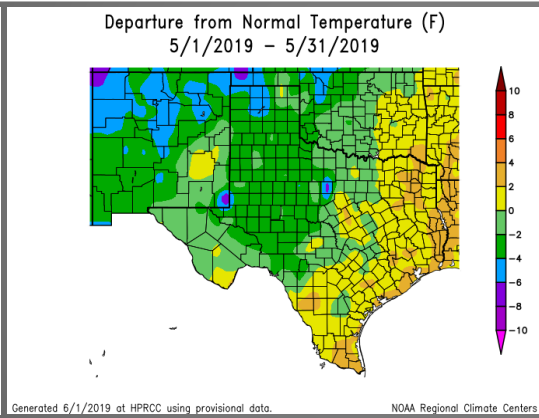 Departure from Normal Temperature (F)
5/1/2019 – 5/31/2019
10
8
6
4
2
0
−2
−4
−6
−8
−10
Generated 6/1/2019 at HPRCC using provisional data.
NOAA Regional Climate Centers